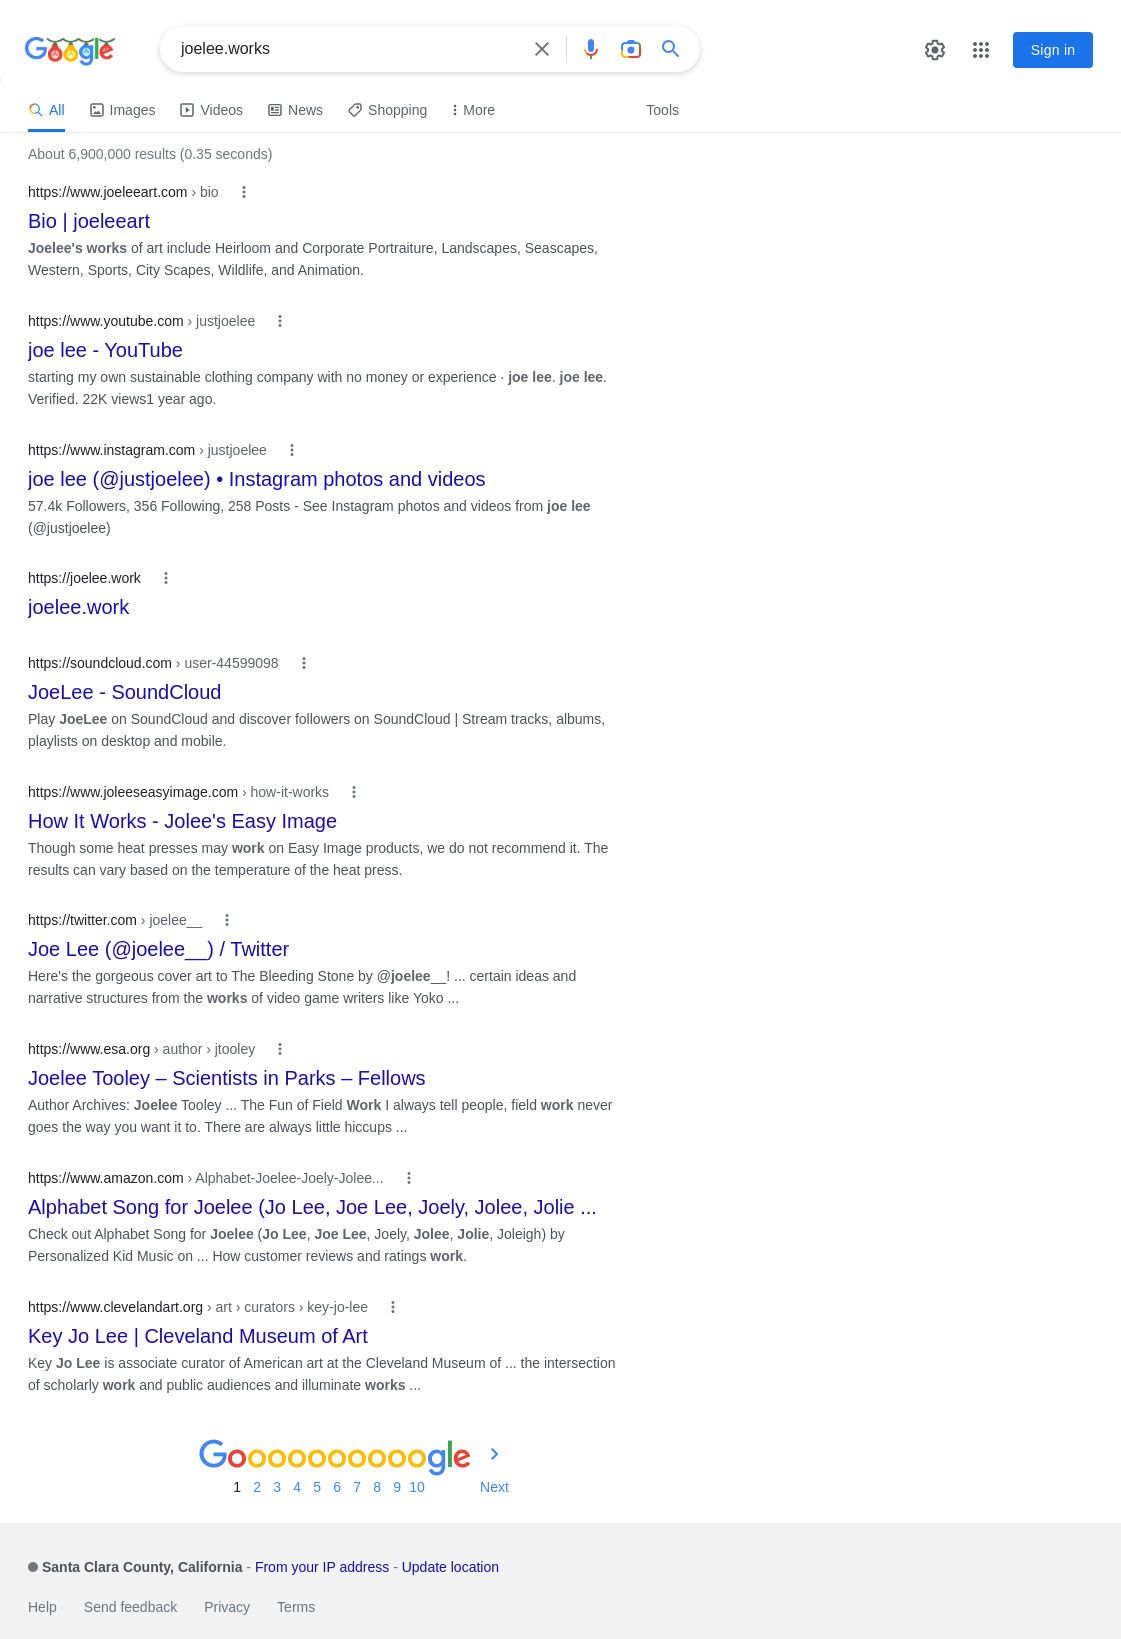 Google
joelee.works
Sign in
All Images Videos News Shopping More Tools
About 6,900,000 results (0.35 seconds)
https://www.joeleeart.com › bio
Bio | joeleeart
Joelee's works of art include Heirloom and Corporate Portraiture, Landscapes, Seascapes,
Western, Sports, City Scapes, Wildlife, and Animation.
https://www.youtube.com › justjoelee
joe lee - YouTube
starting my own sustainable clothing company with no money or experience · joe lee. joe lee.
Verified. 22K views1 year ago.
https://www.instagram.com › justjoelee
joe lee (@justjoelee) • Instagram photos and videos
57.4k Followers, 356 Following, 258 Posts - See Instagram photos and videos from joe lee
(@justjoelee)
https://joelee.work
joelee.work
https://soundcloud.com › user-44599098
JoeLee - SoundCloud
Play JoeLee on SoundCloud and discover followers on SoundCloud | Stream tracks, albums,
playlists on desktop and mobile.
https://www.joleeseasyimage.com › how-it-works
How It Works - Jolee's Easy Image
Though some heat presses may work on Easy Image products, we do not recommend it. The
results can vary based on the temperature of the heat press.
https://twitter.com › joelee__
Joe Lee (@joelee__) / Twitter
Here's the gorgeous cover art to The Bleeding Stone by @joelee__! ... certain ideas and
narrative structures from the works of video game writers like Yoko ...
https://www.esa.org › author › jtooley
Joelee Tooley – Scientists in Parks – Fellows
Author Archives: Joelee Tooley ... The Fun of Field Work I always tell people, field work never
goes the way you want it to. There are always little hiccups ...
https://www.amazon.com › Alphabet-Joelee-Joely-Jolee...
Alphabet Song for Joelee (Jo Lee, Joe Lee, Joely, Jolee, Jolie ...
Check out Alphabet Song for Joelee (Jo Lee, Joe Lee, Joely, Jolee, Jolie, Joleigh) by
Personalized Kid Music on ... How customer reviews and ratings work.
https://www.clevelandart.org › art › curators › key-jo-lee
Key Jo Lee | Cleveland Museum of Art
Key Jo Lee is associate curator of American art at the Cleveland Museum of ... the intersection
of scholarly work and public audiences and illuminate works ...
Goooooooooogle
1 2 3 4 5 6 7 8 9 10 Next
Santa Clara County, California - From your IP address - Update location
Help Send feedback Privacy Terms